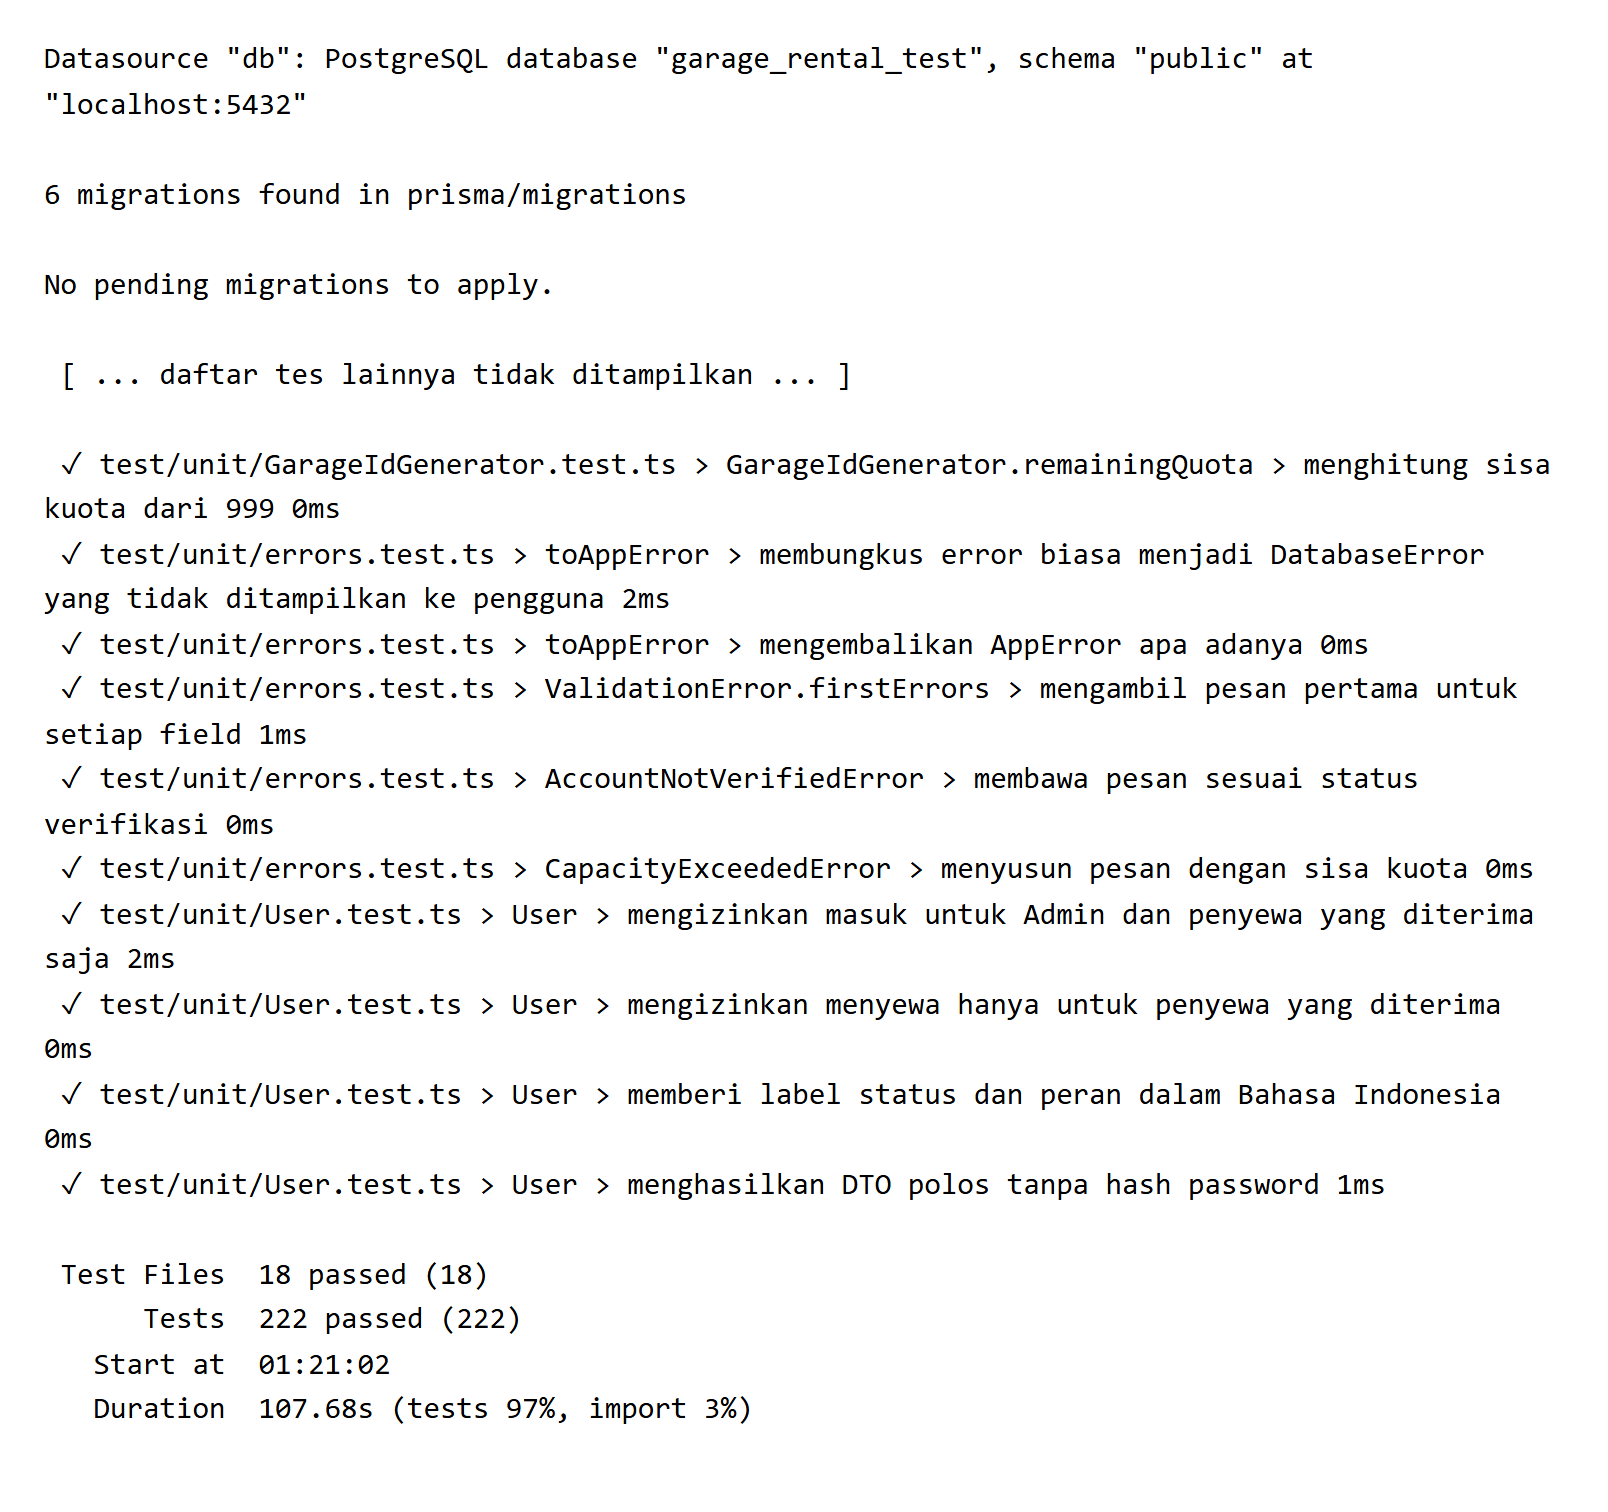 Datasource "db": PostgreSQL database "garage_rental_test", schema "public" at
"localhost:5432"
6 migrations found in prisma/migrations
No pending migrations to apply.
[ ... daftar tes lainnya tidak ditampilkan ... ]
✓ test/unit/GarageIdGenerator.test.ts > GarageIdGenerator.remainingQuota > menghitung sisa
kuota dari 999 0ms
✓ test/unit/errors.test.ts > toAppError > membungkus error biasa menjadi DatabaseError
yang tidak ditampilkan ke pengguna 2ms
✓ test/unit/errors.test.ts > toAppError > mengembalikan AppError apa adanya 0ms
✓ test/unit/errors.test.ts > ValidationError.firstErrors > mengambil pesan pertama untuk
setiap field 1ms
✓ test/unit/errors.test.ts > AccountNotVerifiedError > membawa pesan sesuai status
verifikasi 0ms
✓ test/unit/errors.test.ts > CapacityExceededError > menyusun pesan dengan sisa kuota 0ms
✓ test/unit/User.test.ts > User > mengizinkan masuk untuk Admin dan penyewa yang diterima
saja 2ms
✓ test/unit/User.test.ts > User > mengizinkan menyewa hanya untuk penyewa yang diterima
0ms
✓ test/unit/User.test.ts > User > memberi label status dan peran dalam Bahasa Indonesia
0ms
✓ test/unit/User.test.ts > User > menghasilkan DTO polos tanpa hash password 1ms
Test Files  18 passed (18)
Tests  222 passed (222)
Start at  01:21:02
Duration  107.68s (tests 97%, import 3%)